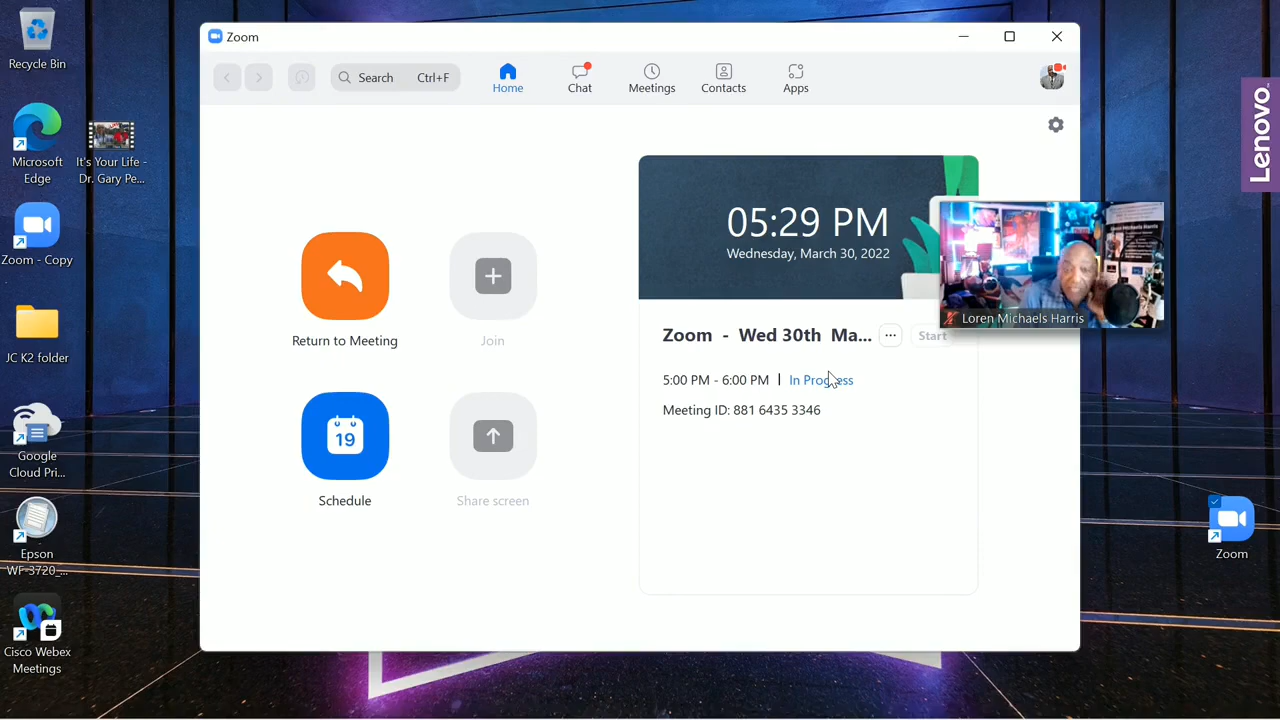 Recycle Bin
Microsoft
Edge
It's Your Life -
Dr. Gary Pe...
Zoom - Copy
JC K2 folder
Google
Cloud Pri...
Epson
WF-3720_...
Cisco Webex
Meetings
Zoom
Search Ctrl+F
Home
Chat
Meetings
Contacts
Apps
Return to Meeting
Join
19
Schedule
Share screen
05:29 PM
Wednesday, March 30, 2022
Zoom - Wed 30th Ma... ... Start
5:00 PM - 6:00 PM | In Progress
Meeting ID: 881 6435 3346
Loren Michaels Harris
Lenovo
Zoom